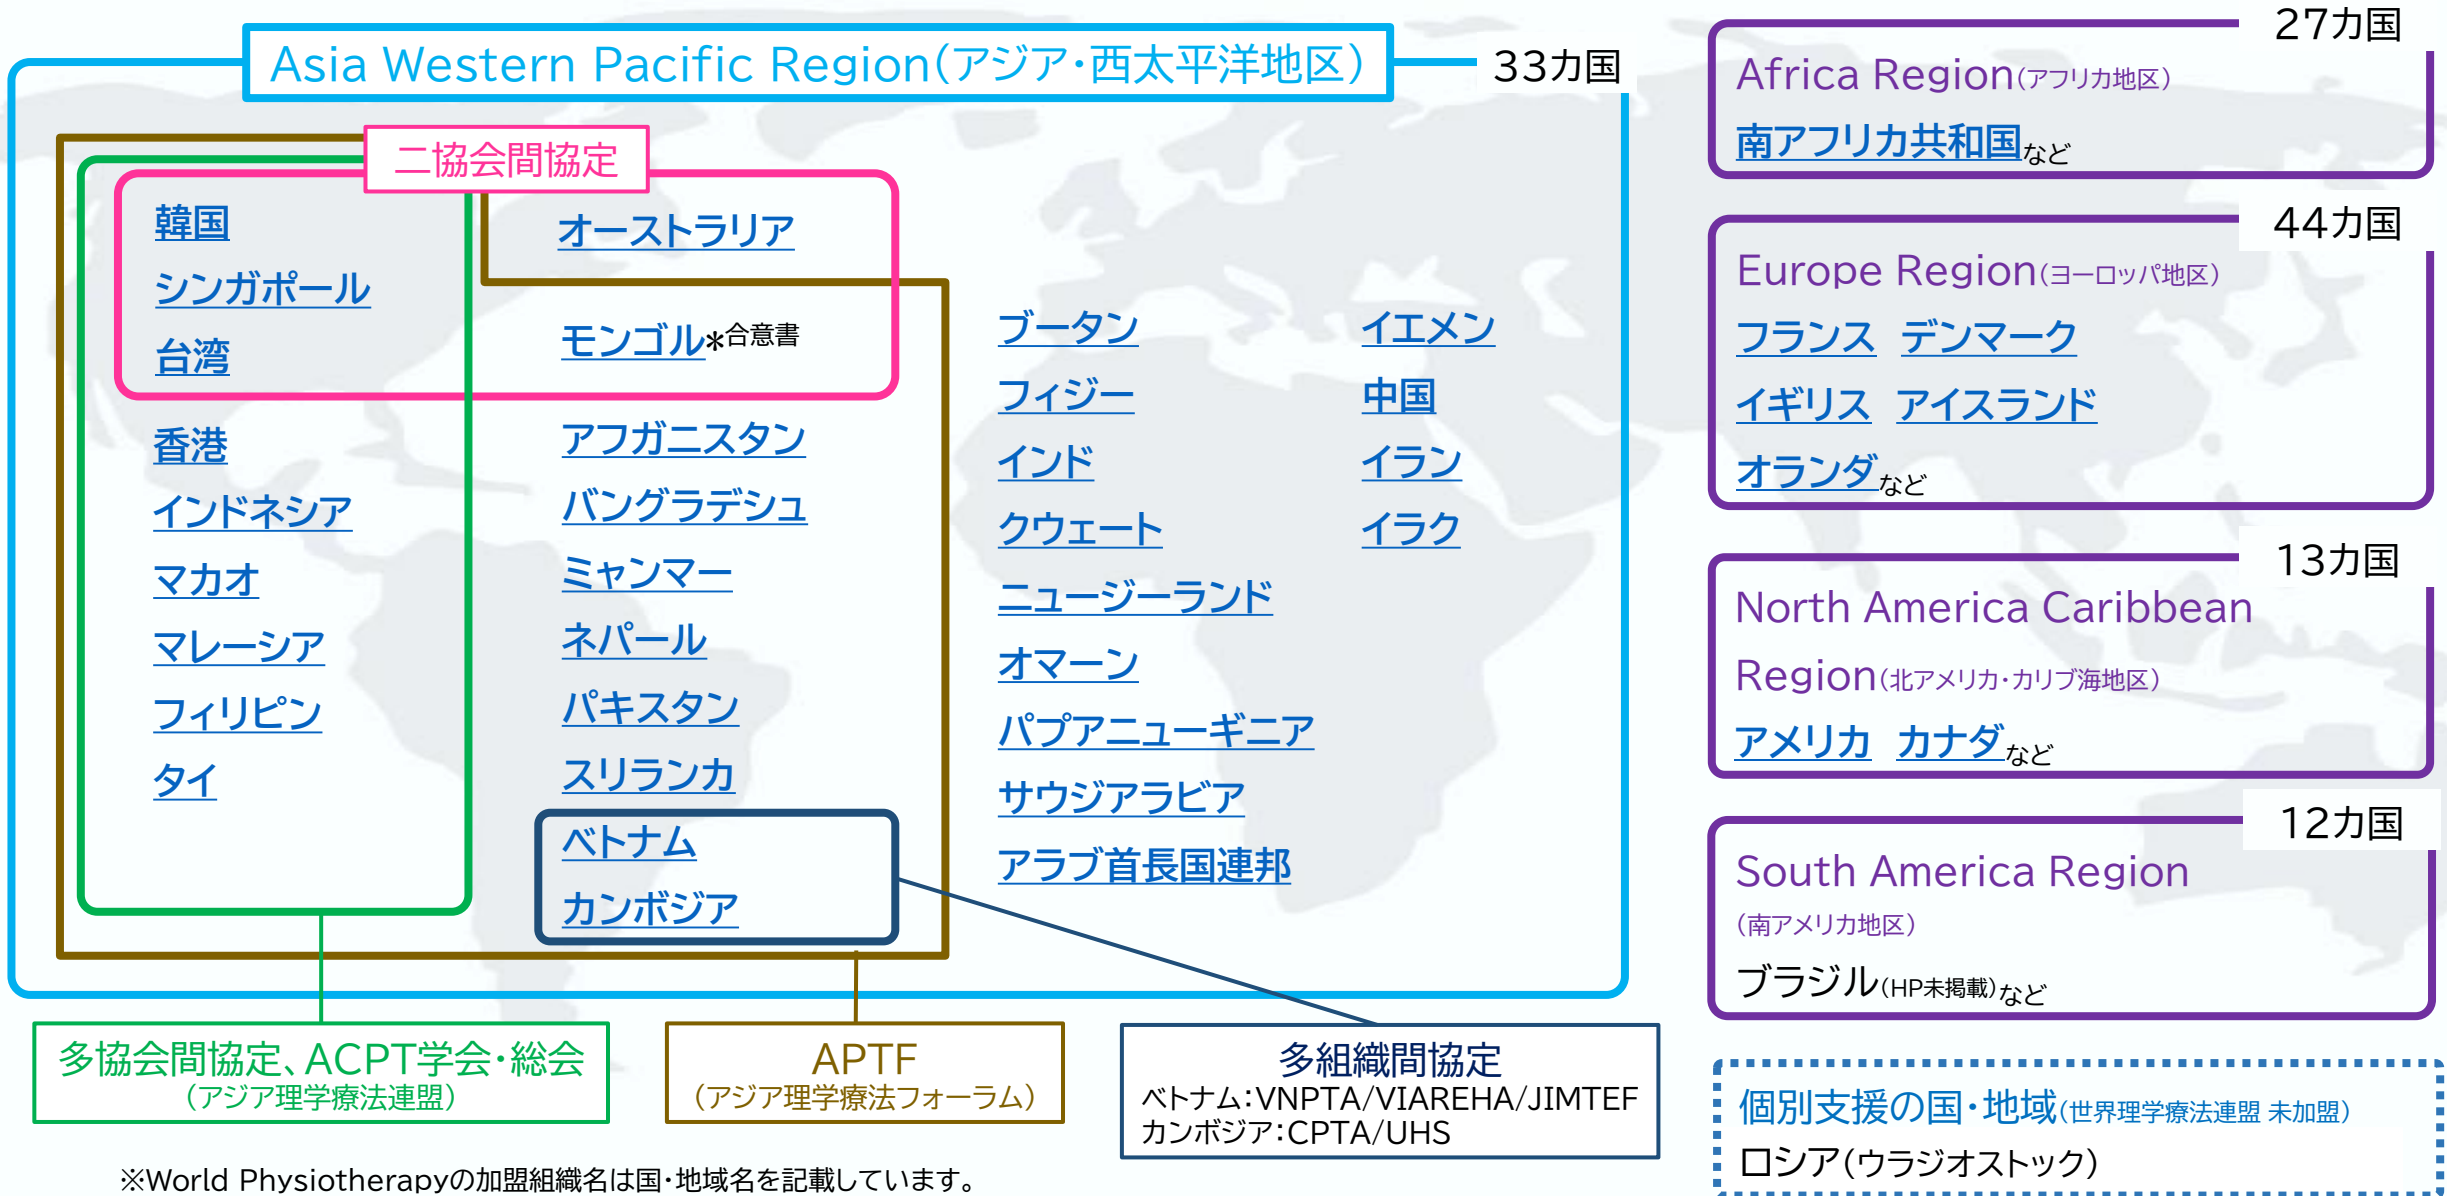 Asia Western Pacific Region(アジア・西太平洋地区)
33カ国
二協会間協定
韓国
シンガポール
台湾
オーストラリア
モンゴル*合意書
香港
インドネシア
マカオ
マレーシア
フィリピン
タイ
アフガニスタン
バングラデシュ
ミャンマー
ネパール
パキスタン
スリランカ
ベトナム
カンボジア
ブータン
フィジー
インド
クウェート
ニュージーランド
オマーン
パプアニューギニア
サウジアラビア
アラブ首長国連邦
イエメン
中国
イラン
イラク
多協会間協定、ACPT学会・総会
(アジア理学療法連盟)
APTF
(アジア理学療法フォーラム)
多組織間協定
ベトナム:VNPTA/VIAREHA/JIMTEF
カンボジア:CPTA/UHS
※World Physiotherapyの加盟組織名は国・地域名を記載しています。
27カ国
Africa Region(アフリカ地区)
南アフリカ共和国など
44カ国
Europe Region(ヨーロッパ地区)
フランス デンマーク
イギリス アイスランド
オランダなど
13カ国
North America Caribbean
Region(北アメリカ・カリブ海地区)
アメリカ カナダなど
12カ国
South America Region
(南アメリカ地区)
ブラジル(HP未掲載)など
個別支援の国・地域(世界理学療法連盟 未加盟)
ロシア(ウラジオストック)